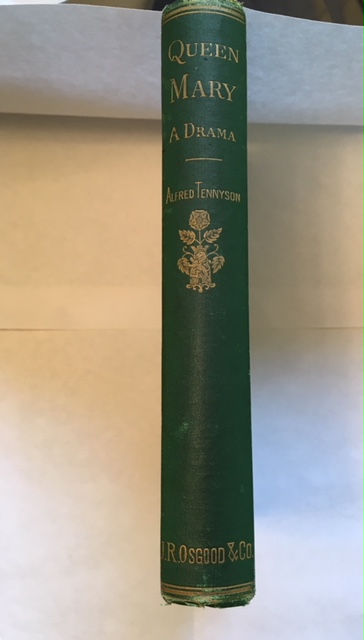 QUEEN
MARY
A DRAMA
ALFRED TENNYSON
J.R.OSGOOD & CO.